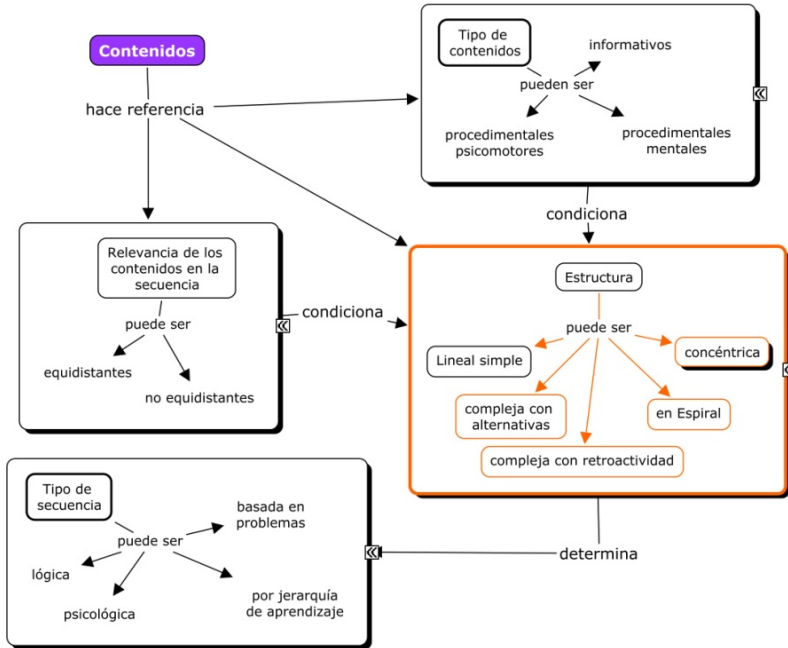 Contenidos
hace referencia
Tipo de
contenidos
pueden ser
informativos
procedimentales
psicomotores
procedimentales
mentales
condiciona
Relevancia de los
contenidos en la
secuencia
puede ser
equidistantes
no equidistantes
condiciona
Estructura
puede ser
Lineal simple
concéntrica
compleja con
alternativas
en Espiral
compleja con retroactividad
determina
Tipo de
secuencia
puede ser
basada en
problemas
lógica
psicológica
por jerarquía
de aprendizaje